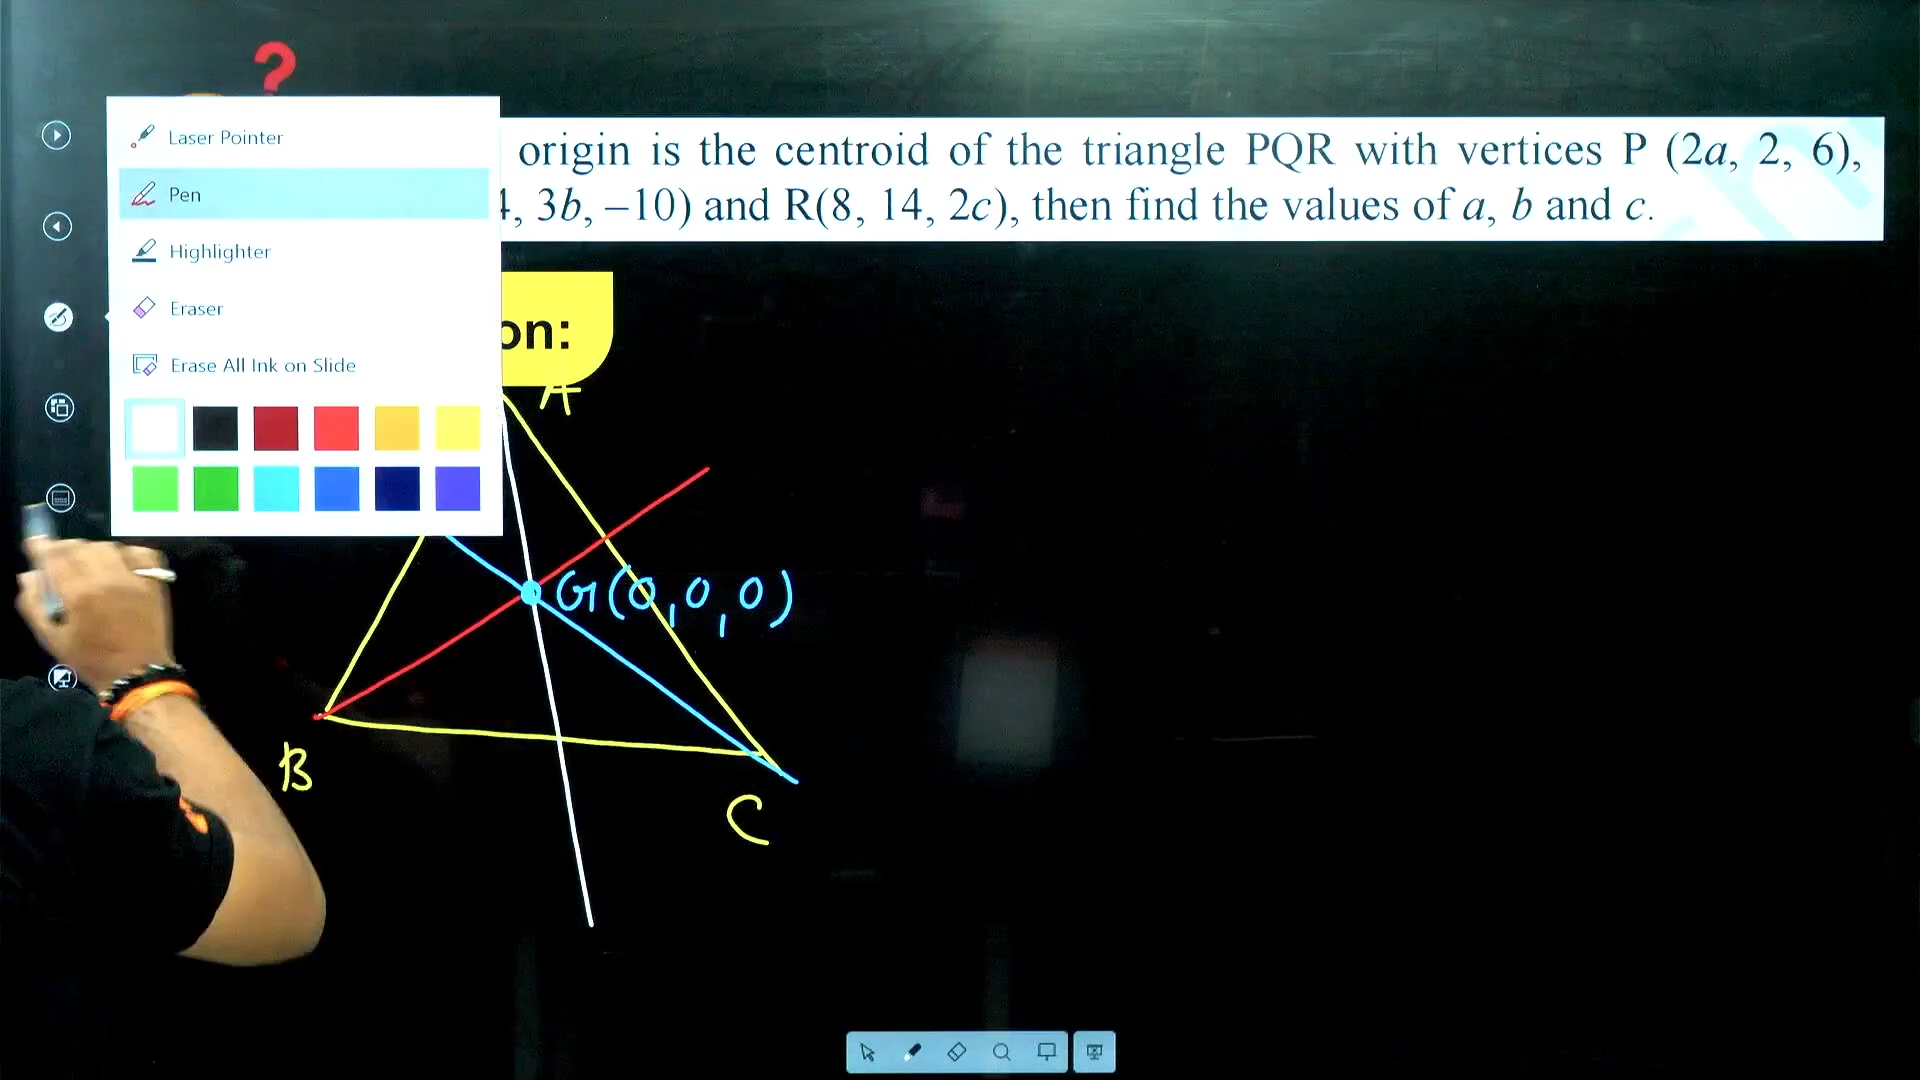 ?
Laser Pointer
Pen
Highlighter
Eraser
Erase All Ink on Slide
origin is the centroid of the triangle PQR with vertices P (2a, 2, 6),
4, 3b, –10) and R(8, 14, 2c), then find the values of a, b and c.
on:
A
G(0,0,0)
B
C